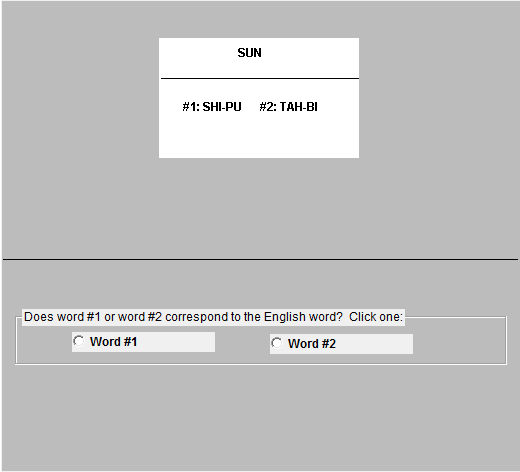 SUN
#1: SHI-PU #2: TAH-BI
Does word #1 or word #2 correspond to the English word? Click one:
Word #1 Word #2